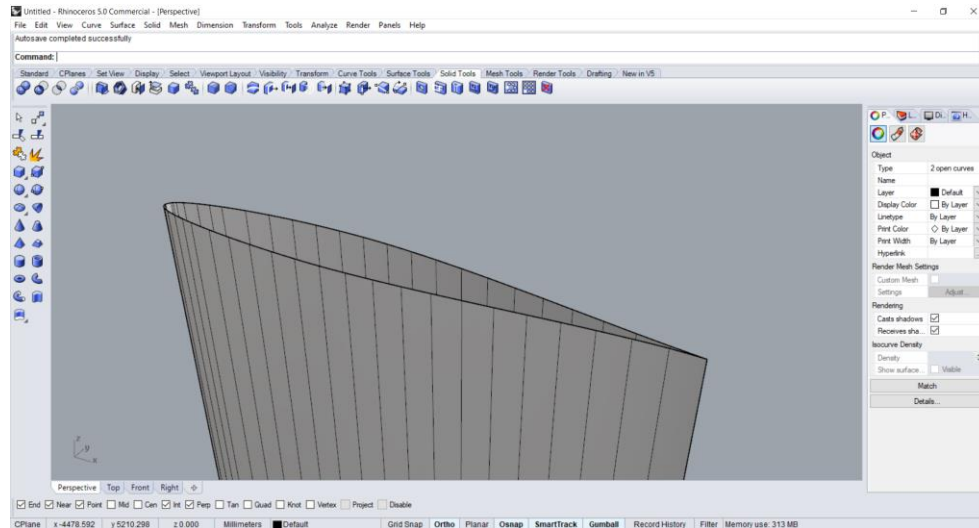 Untitled - Rhinoceros 5.0 Commercial - [Perspective]
File Edit View Curve Surface Solid Mesh Dimension Transform Tools Analyze Render Panels Help
Autosave completed successfully
Command:
Standard CPlanes Set View Display Select Viewport Layout Visibility Transform Curve Tools Surface Tools Solid Tools Mesh Tools Render Tools Drafting New in V5
P.. L.. Di.. H..
Object
Type 2 open curves
Name
Layer Default
Display Color By Layer
Linetype By Layer
Print Color By Layer
Print Width By Layer
Hyperlink
Render Mesh Settings
Custom Mesh
Settings Adjust...
Rendering
Casts shadows
Receives sha...
Isocurve Density
Density
Show surface... Visible
Match
Details...
z
y
x
Perspective Top Front Right
End Near Point Mid Cen Int Perp Tan Quad Knot Vertex Project Disable
CPlane x -4478.592 y 5210.298 z 0.000 Millimeters Default Grid Snap Ortho Planar Osnap SmartTrack Gumball Record History Filter Memory use: 313 MB